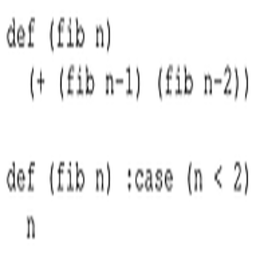 def (fib n)
  (+ (fib n-1) (fib n-2))

def (fib n) :case (n < 2)
  n